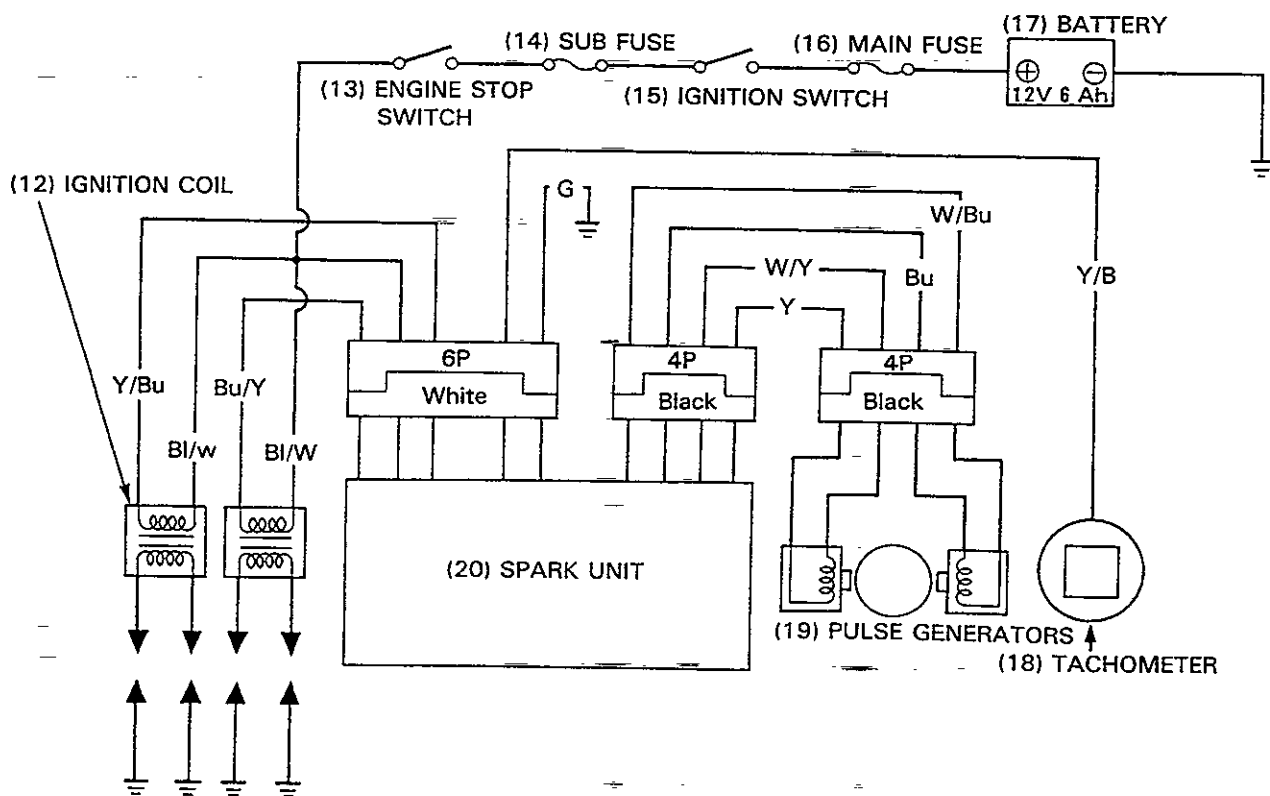 (17) BATTERY
(14) SUB FUSE
(16) MAIN FUSE
(13) ENGINE STOP
SWITCH
(15) IGNITION SWITCH
12V 6 Ah
(12) IGNITION COIL
G
W/Bu
W/Y
Bu
Y/B
Y
6P
4P
4P
Y/Bu
Bu/Y
White
Black
Black
Bl/w
Bl/W
(20) SPARK UNIT
(19) PULSE GENERATORS
(18) TACHOMETER